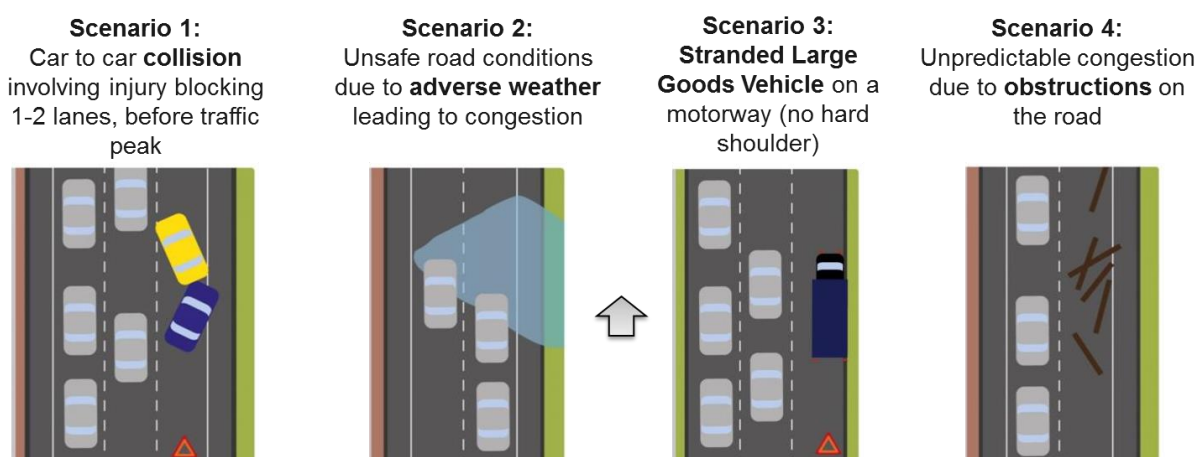 Scenario 1:
Car to car collision
involving injury blocking
1-2 lanes, before traffic
peak
Scenario 2:
Unsafe road conditions
due to adverse weather
leading to congestion
Scenario 3:
Stranded Large
Goods Vehicle on a
motorway (no hard
shoulder)
Scenario 4:
Unpredictable congestion
due to obstructions on
the road